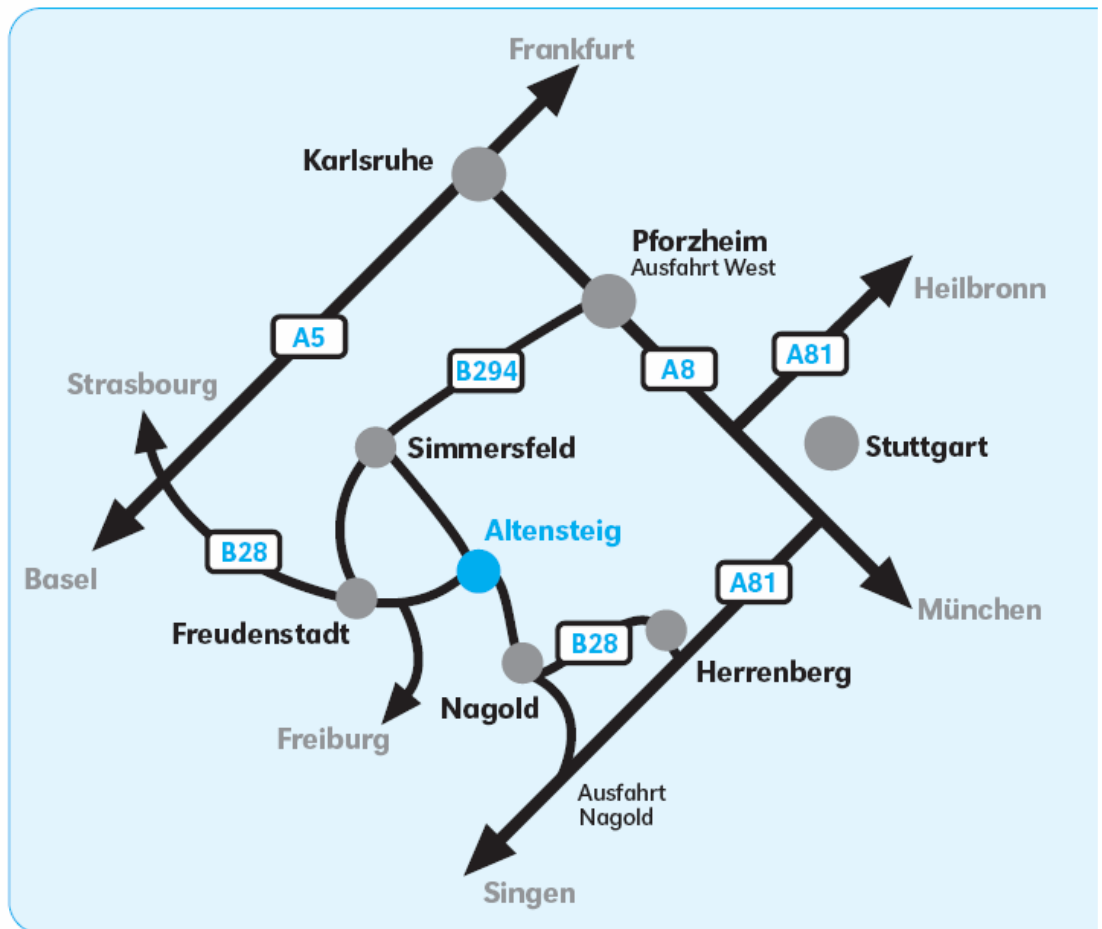 Frankfurt
Karlsruhe
Pforzheim
Ausfahrt West
Heilbronn
A5
A81
B294
A8
Strasbourg
Simmersfeld
Stuttgart
Altensteig
B28
Basel
A81
München
Freudenstadt
B28
Herrenberg
Nagold
Freiburg
Ausfahrt
Nagold
Singen